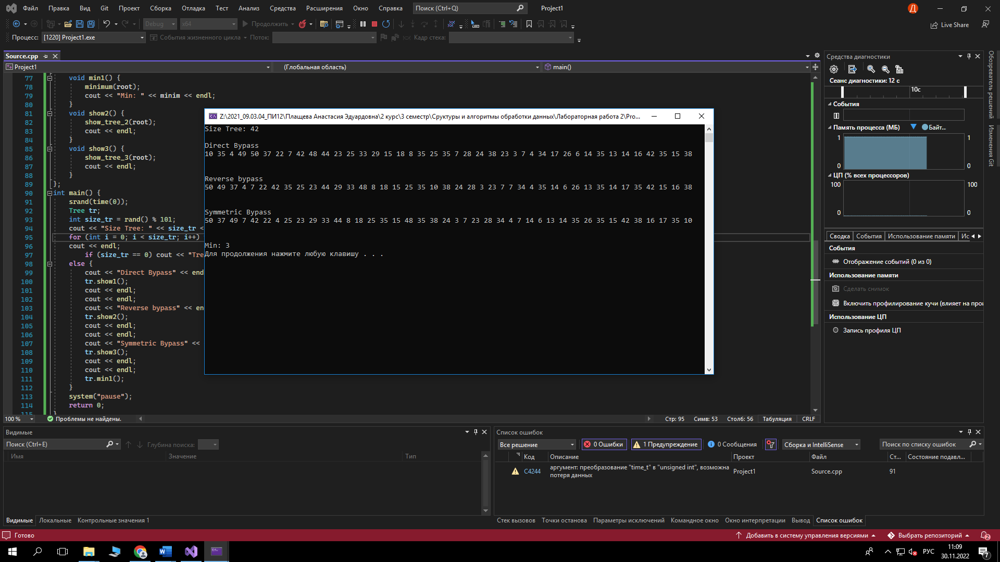 Файл Правка Вид Git Проект Сборка Отладка Тест Анализ Средства Расширения Окно Справка Поиск (Ctrl+Q) Project1
Debug x64 Продолжить Live Share
Процесс: [1220] Project1.exe События жизненного цикла Поток: Кадр стека:
Source.cpp
Project1 (Глобальная область) main()
77 void min1() {
78 minimum(root);
79 cout << "Min: " << minim << endl;
80 }
81 void show2() {
82 show_tree_2(root);
83 cout << endl;
84 }
85 void show3() {
86 show_tree_3(root);
87 cout << endl;
88 }
89 };
90 int main() {
91 srand(time(0));
92 Tree tr;
93 int size_tr = rand() % 101;
94 cout << "Size Tree: " << size_tr <
95 for (int i = 0; i < size_tr; i++)
96 cout << endl;
97 if (size_tr == 0) cout << "Tre
98 else {
99 cout << "Direct Bypass" << end
100 tr.show1();
101 cout << endl;
102 cout << endl;
103 cout << "Reverse bypass" << en
104 tr.show2();
105 cout << endl;
106 cout << endl;
107 cout << "Symmetric Bypass" <<
108 tr.show3();
109 cout << endl;
110 cout << endl;
111 tr.min1();
112 }
113 system("pause");
114 return 0;
115 }
Z:\2021_09.03.04_ПИ12\Плащева Анастасия Эдуардовна\2 курс\3 семестр\Сруктуры и алгоритмы обработки данных\Лабораторная работа 2\Pro...
Size Tree: 42
Direct Bypass
10 35 4 49 50 37 22 7 42 48 44 23 25 33 29 15 18 8 35 25 35 7 28 24 38 23 3 7 4 34 17 26 6 14 35 13 14 16 42 35 15 38
Reverse bypass
50 49 37 4 7 22 42 35 25 23 44 29 33 48 8 18 15 25 35 10 38 24 28 3 23 7 7 34 4 35 14 6 26 13 35 14 17 35 42 15 16 38
Symmetric Bypass
50 37 49 7 42 22 4 25 23 29 33 44 8 18 25 35 15 48 35 38 24 3 7 23 28 34 4 7 14 6 13 14 35 26 35 15 42 38 16 17 35 10
Min: 3
Для продолжения нажмите любую клавишу . . .
100 % Проблемы не найдены. Стр: 95 Симв: 53 Столб: 56 Табуляция CRLF
Средства диагностики
Сеанс диагностики: 12 с
10с
События
Память процесса (МБ) Байт...
1 1
0 0
ЦП (% всех процессоров)
100 100
0 0
Сводка События Использование памяти Ис
События
Отображение событий (0 из 0)
Использование памяти
Сделать снимок
Включить профилирование кучи (влияет на прои
Использование ЦП
Запись профиля ЦП
Обозреватель решений
Изменения Git
Видимые
Поиск (Ctrl+E) Глубина поиска:
Имя Значение Тип
Видимые Локальные Контрольные значения 1
Список ошибок
Все решение 0 Ошибки 1 Предупреждение 0 Сообщения Сборка и IntelliSense Поиск по списку ошибок
Код Описание Проект Файл Ст... Состояние подавл...
C4244 аргумент: преобразование "time_t" в "unsigned int", возможна Project1 Source.cpp 91
потеря данных
Стек вызовов Точки останова Параметры исключений Командное окно Окно интерпретации Вывод Список ошибок
Готово Добавить в систему управления версиями Выбрать репозиторий 2
РУС 11:09
30.11.2022 7